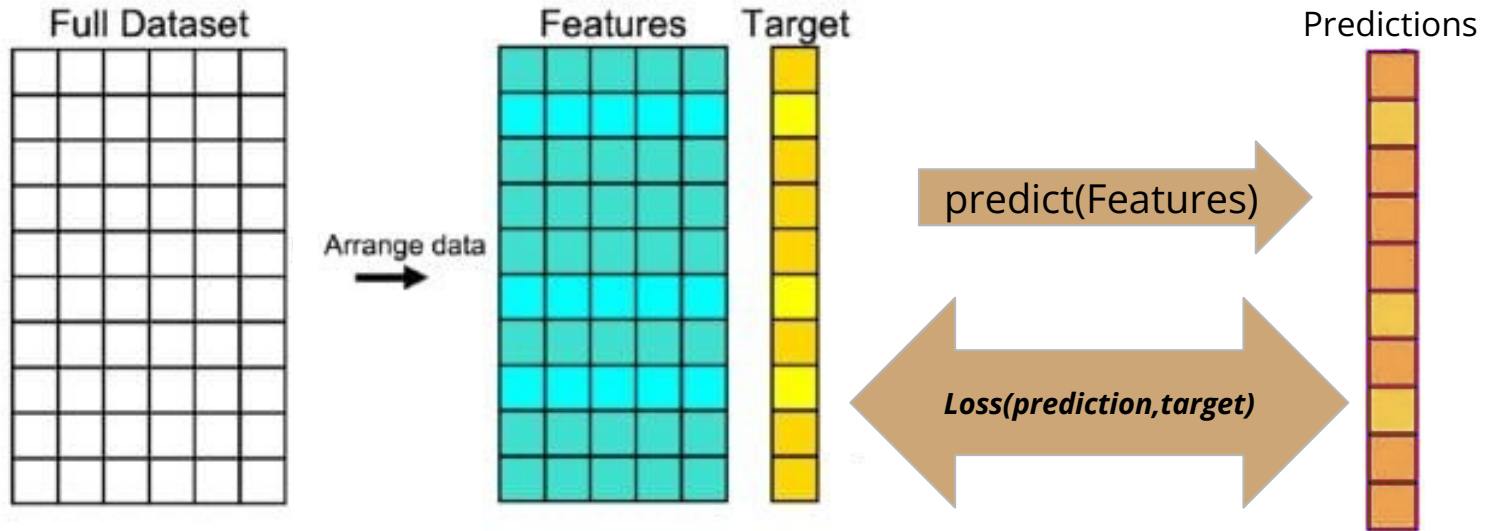 Full Dataset
Features
Target
Predictions
Arrange data
predict(Features)
Loss(prediction,target)